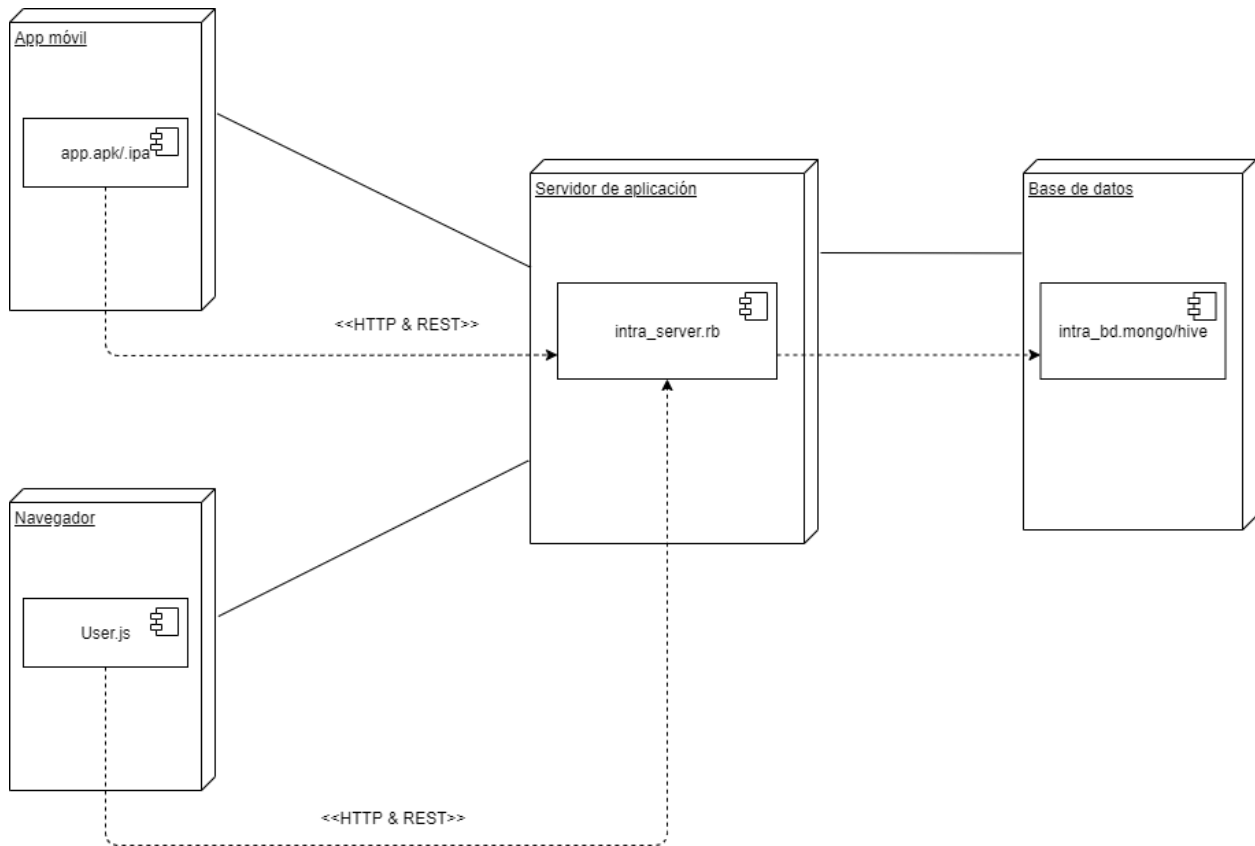 App móvil
app.apk/.ipa
Servidor de aplicación
Base de datos
<<HTTP & REST>>
intra_server.rb
intra_bd.mongo/hive
Navegador
User.js
<<HTTP & REST>>